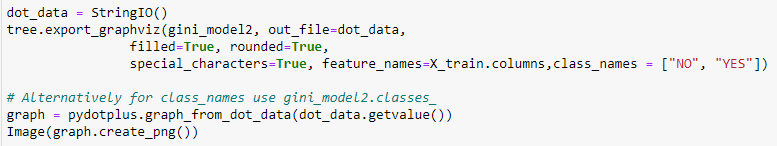 dot_data = StringIO()
tree.export_graphviz(gini_model2, out_file=dot_data,
                filled=True, rounded=True,
                special_characters=True, feature_names=X_train.columns,class_names = ["NO", "YES"])

# Alternatively for class_names use gini_model2.classes_
graph = pydotplus.graph_from_dot_data(dot_data.getvalue())
Image(graph.create_png())